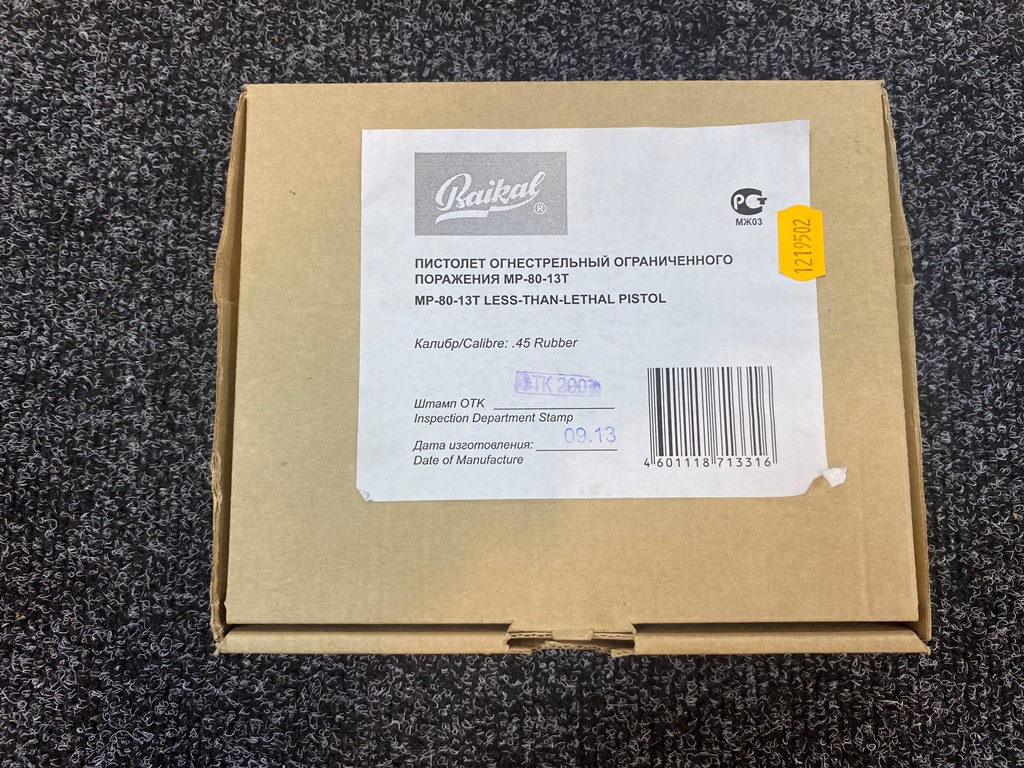 Baikal ®
РСТ
МЖ03
1219502
ПИСТОЛЕТ ОГНЕСТРЕЛЬНЫЙ ОГРАНИЧЕННОГО
ПОРАЖЕНИЯ МР-80-13Т
MP-80-13T LESS-THAN-LETHAL PISTOL
Калибр/Calibre: .45 Rubber
Штамп ОТК
Inspection Department Stamp
Дата изготовления: 09.13
Date of Manufacture
4 601118 713316